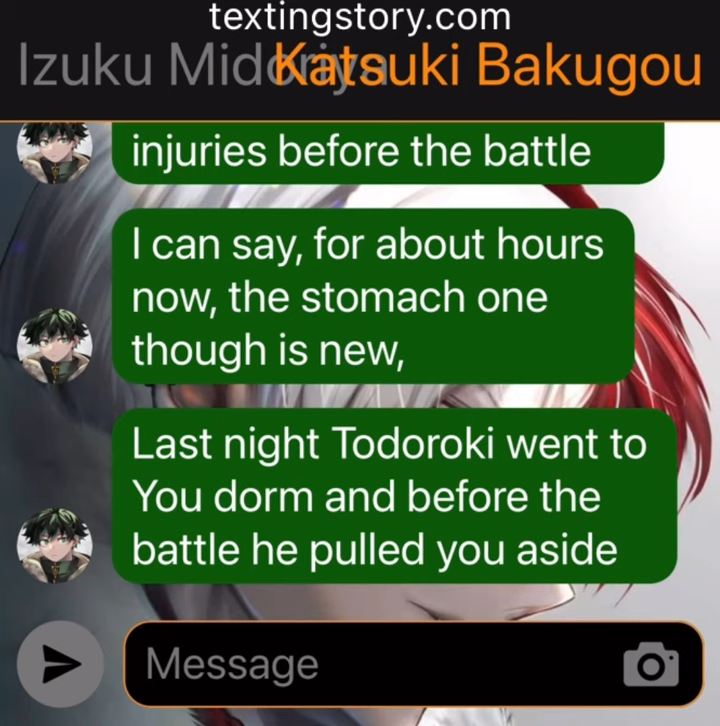 textingstory.com
Izuku Midoriya Katsuki Bakugou
injuries before the battle
I can say, for about hours
now, the stomach one
though is new,
Last night Todoroki went to
You dorm and before the
battle he pulled you aside
Message